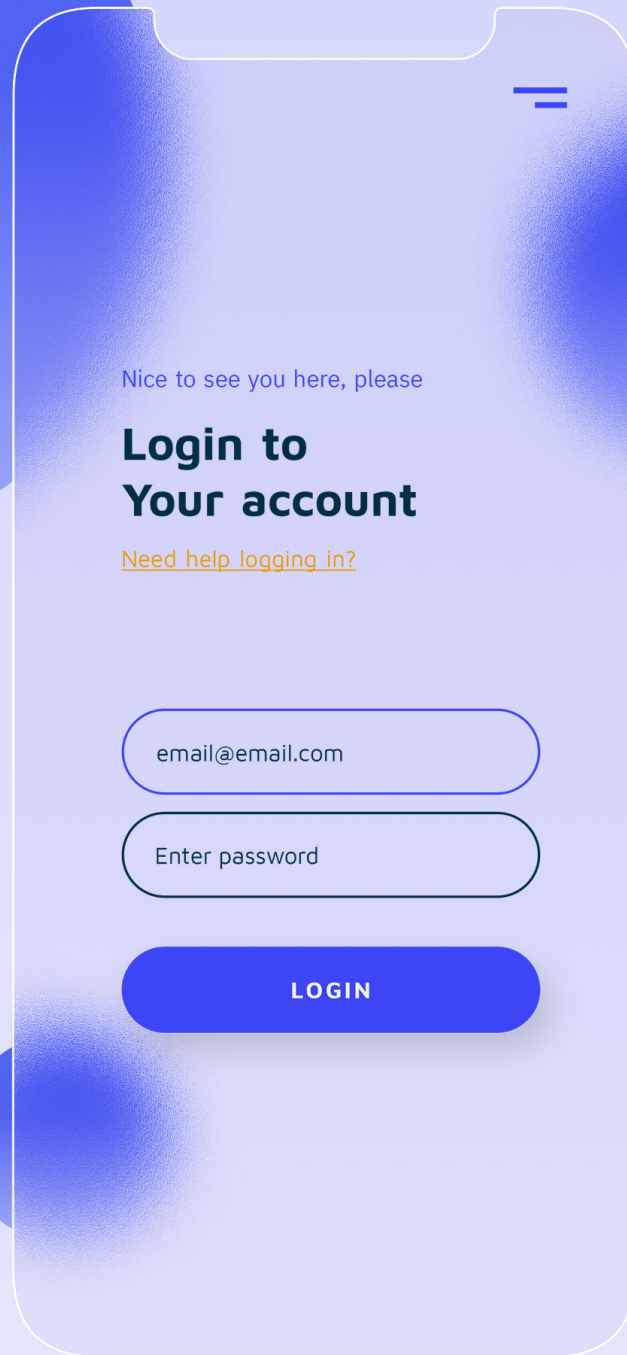 Nice to see you here, please
Login to
Your account
Need help logging in?
email@email.com
Enter password
LOGIN